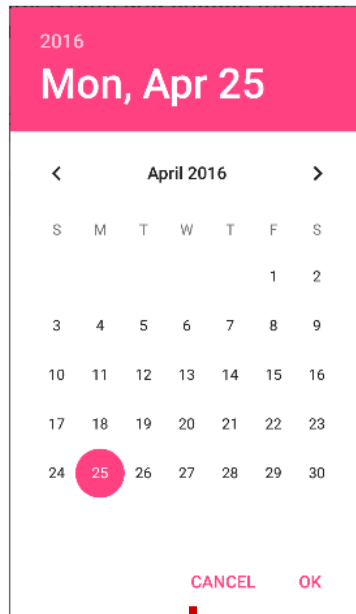 2016
Mon, Apr 25
April 2016
S M T W T F S
1 2
3 4 5 6 7 8 9
10 11 12 13 14 15 16
17 18 19 20 21 22 23
24 25 26 27 28 29 30
CANCEL OK